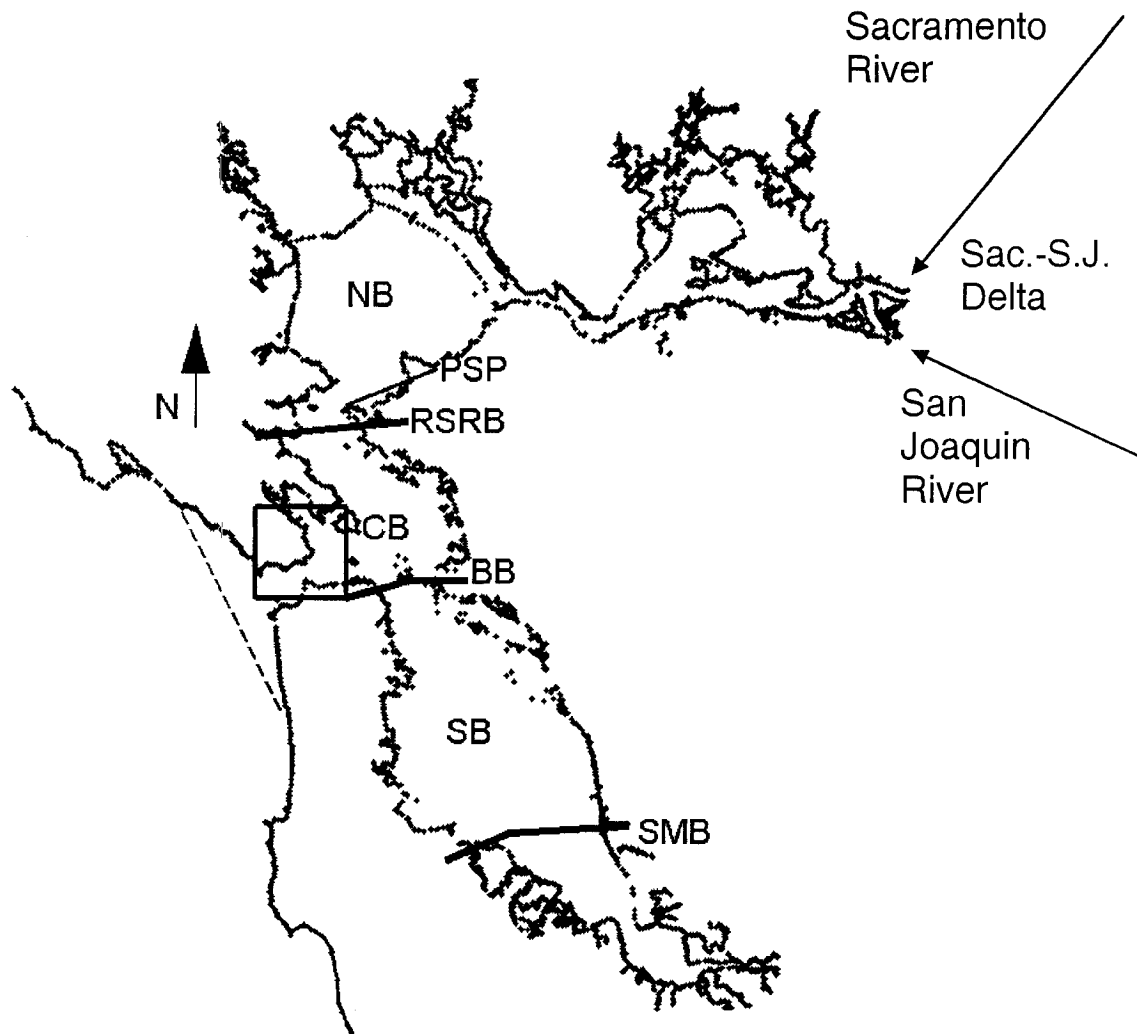 Sacramento
River
Sac.-S.J.
Delta
NB
PSP
N
RSRB
San
Joaquin
River
CB
BB
SB
SMB